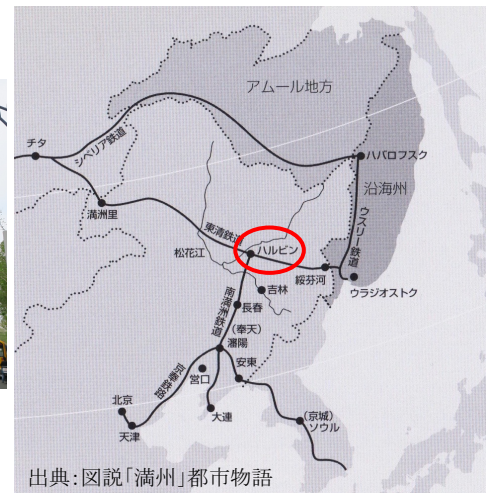 アムール地方
チタ
シベリア鉄道
ハバロフスク
満洲里
沿海州
東清鉄道
ウスリー鉄道
ハルビン
松花江
綏芬河
吉林
ウラジオストク
南満洲鉄道
長春
(奉天)
瀋陽
安東
営口
京奉鉄路
北京
大連
(京城)
ソウル
天津
出典:図説「満州」都市物語